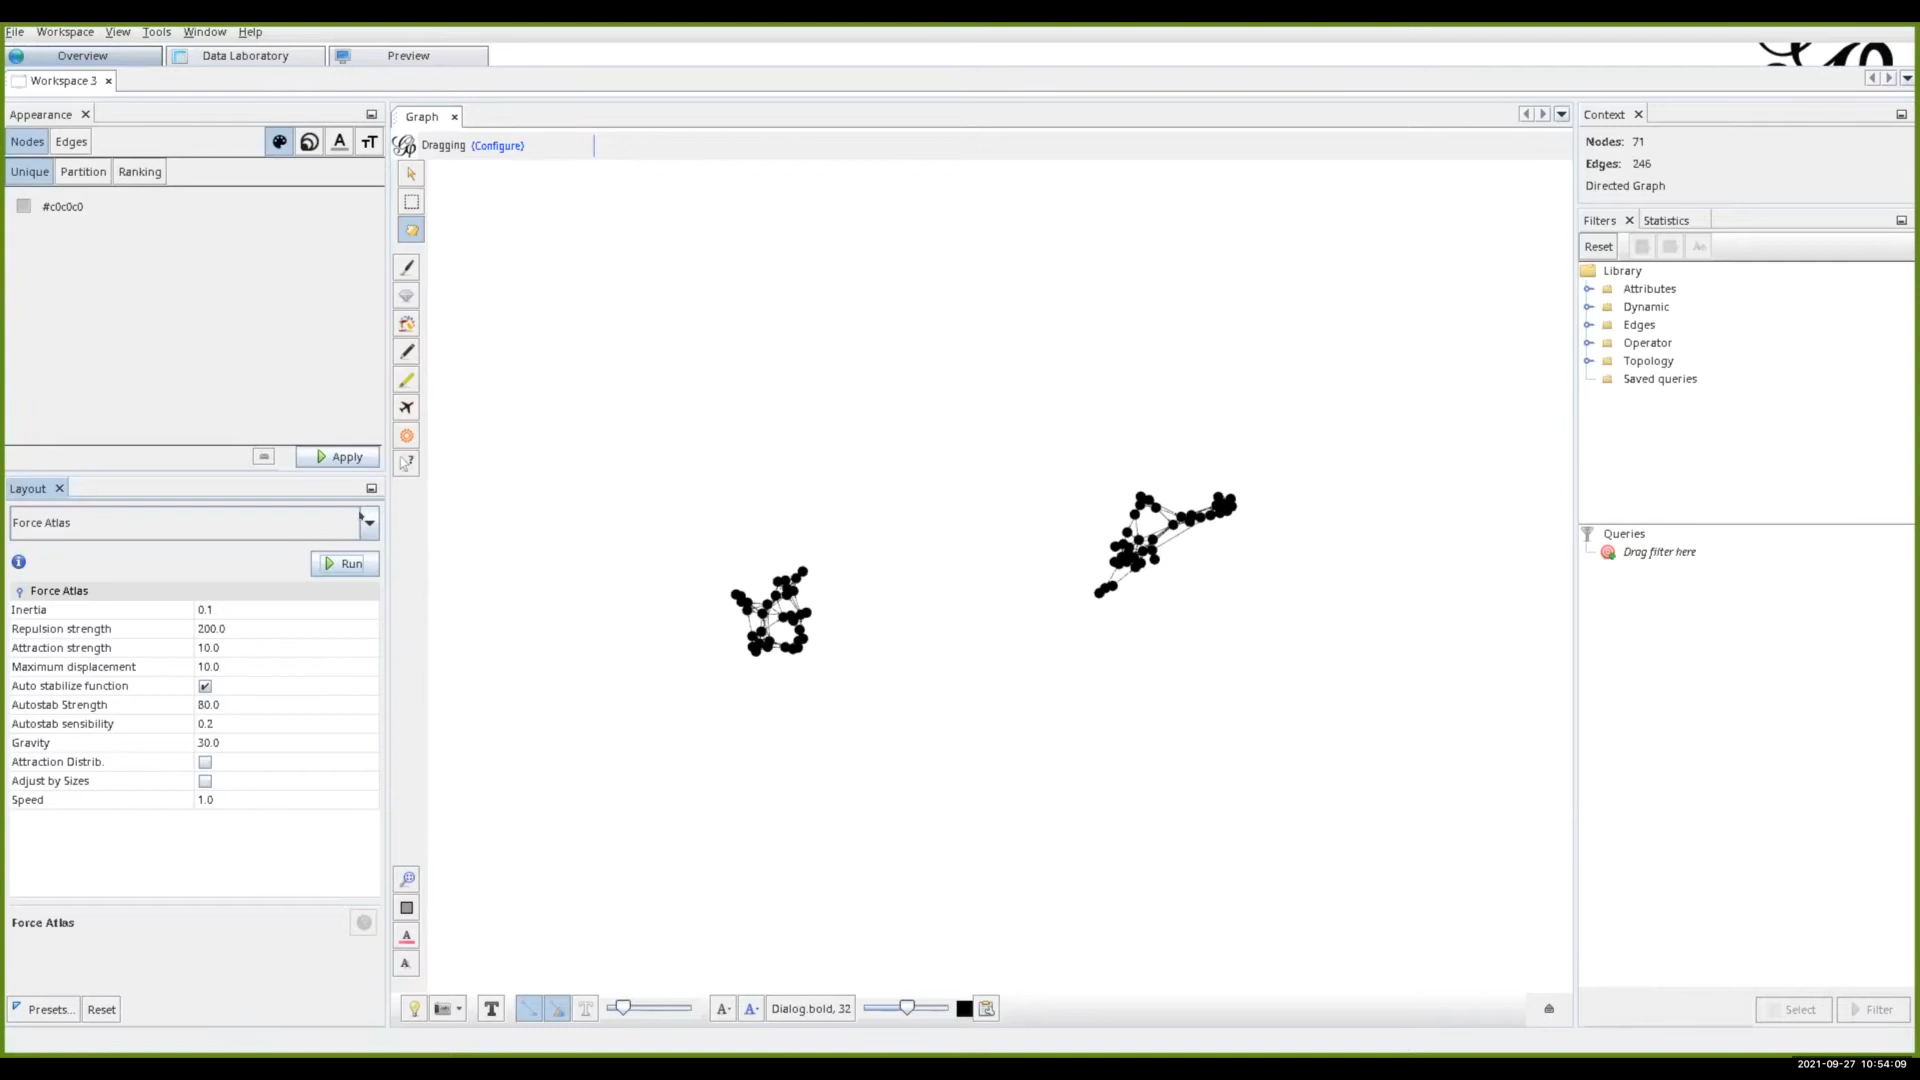 File Workspace View Tools Window Help
Overview Data Laboratory Preview
Workspace 3
Appearance
Nodes Edges
Unique Partition Ranking
#c0c0c0
Apply
Layout
Force Atlas
Run
Force Atlas
Inertia 0.1
Repulsion strength 200.0
Attraction strength 10.0
Maximum displacement 10.0
Auto stabilize function
Autostab Strength 80.0
Autostab sensibility 0.2
Gravity 30.0
Attraction Distrib.
Adjust by Sizes
Speed 1.0
Force Atlas
Presets... Reset
Graph
Dragging (Configure)
Dialog.bold, 32
Context
Nodes: 71
Edges: 246
Directed Graph
Filters Statistics
Reset
Library
Attributes
Dynamic
Edges
Operator
Topology
Saved queries
Queries
Drag filter here
Select Filter
2021-09-27 10:54:09